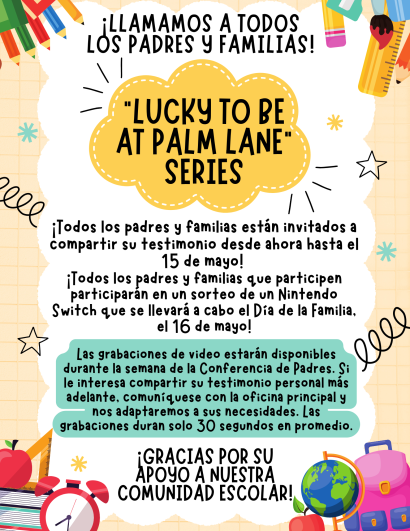 ¡LLAMAMOS A TODOS
LOS PADRES Y FAMILIAS!
"LUCKY TO BE
AT PALM LANE"
SERIES
¡Todos los padres y familias están invitados a
compartir su testimonio desde ahora hasta el
15 de mayo!
¡Todos los padres y familias que participen
participarán en un sorteo de un Nintendo
Switch que se llevará a cabo el Día de la Familia,
el 16 de mayo!
Las grabaciones de video estarán disponibles
durante la semana de la Conferencia de Padres. Si
le interesa compartir su testimonio personal más
adelante, comuníquese con la oficina principal y
nos adaptaremos a sus necesidades. Las
grabaciones duran solo 30 segundos en promedio.
¡GRACIAS POR SU
APOYO A NUESTRA
COMUNIDAD ESCOLAR!